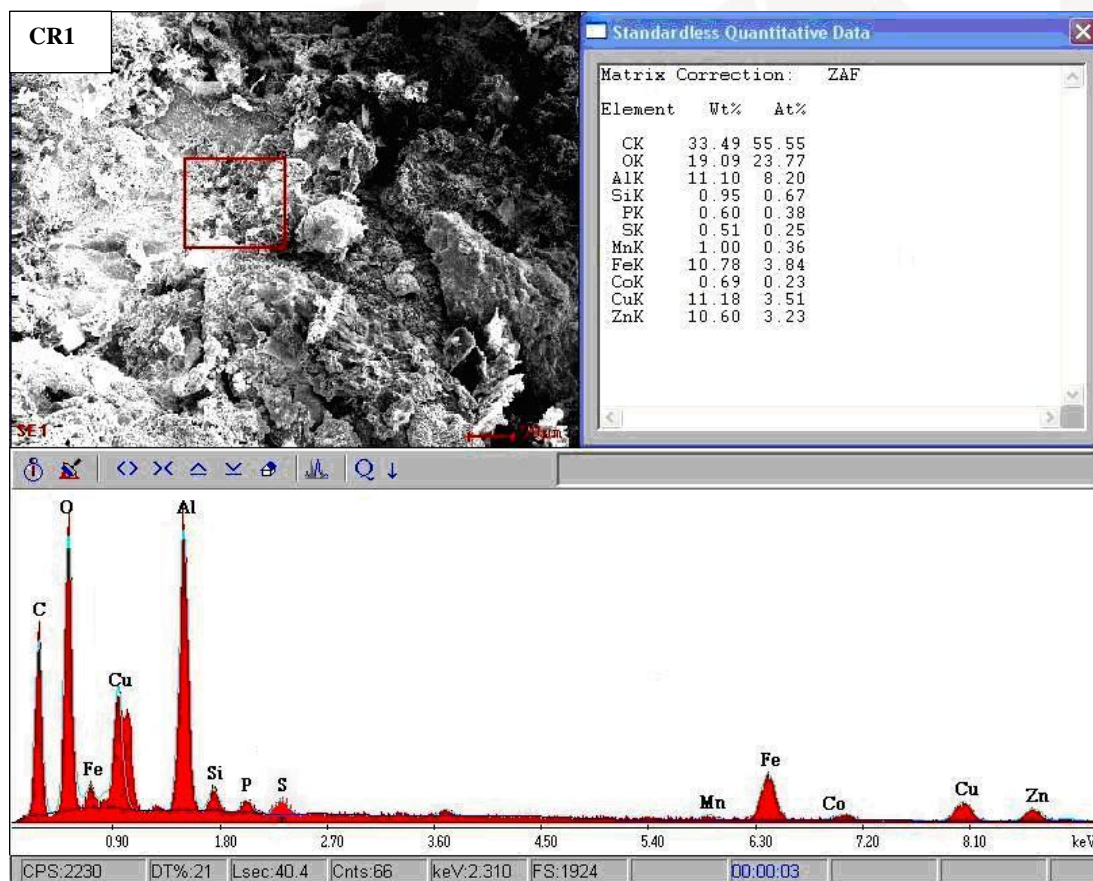 CR1
Standardless Quantitative Data
Matrix Correction: ZAF
Element Wt% At%
CK 33.49 55.55
OK 19.09 23.77
AlK 11.10 8.20
SiK 0.95 0.67
PK 0.60 0.38
SK 0.51 0.25
MnK 1.00 0.36
FeK 10.78 3.84
CoK 0.69 0.23
CuK 11.18 3.51
ZnK 10.60 3.23
SE1
Q
C
O
Fe
Cu
Al
Si
P
S
Mn
Fe
Co
Cu
Zn
0.90 1.80 2.70 3.60 4.50 5.40 6.30 7.20 8.10 keV
CPS:2230 DT%:21 Lsec:40.4 Cnts:66 keV:2.310 FS:1924 00:00:03